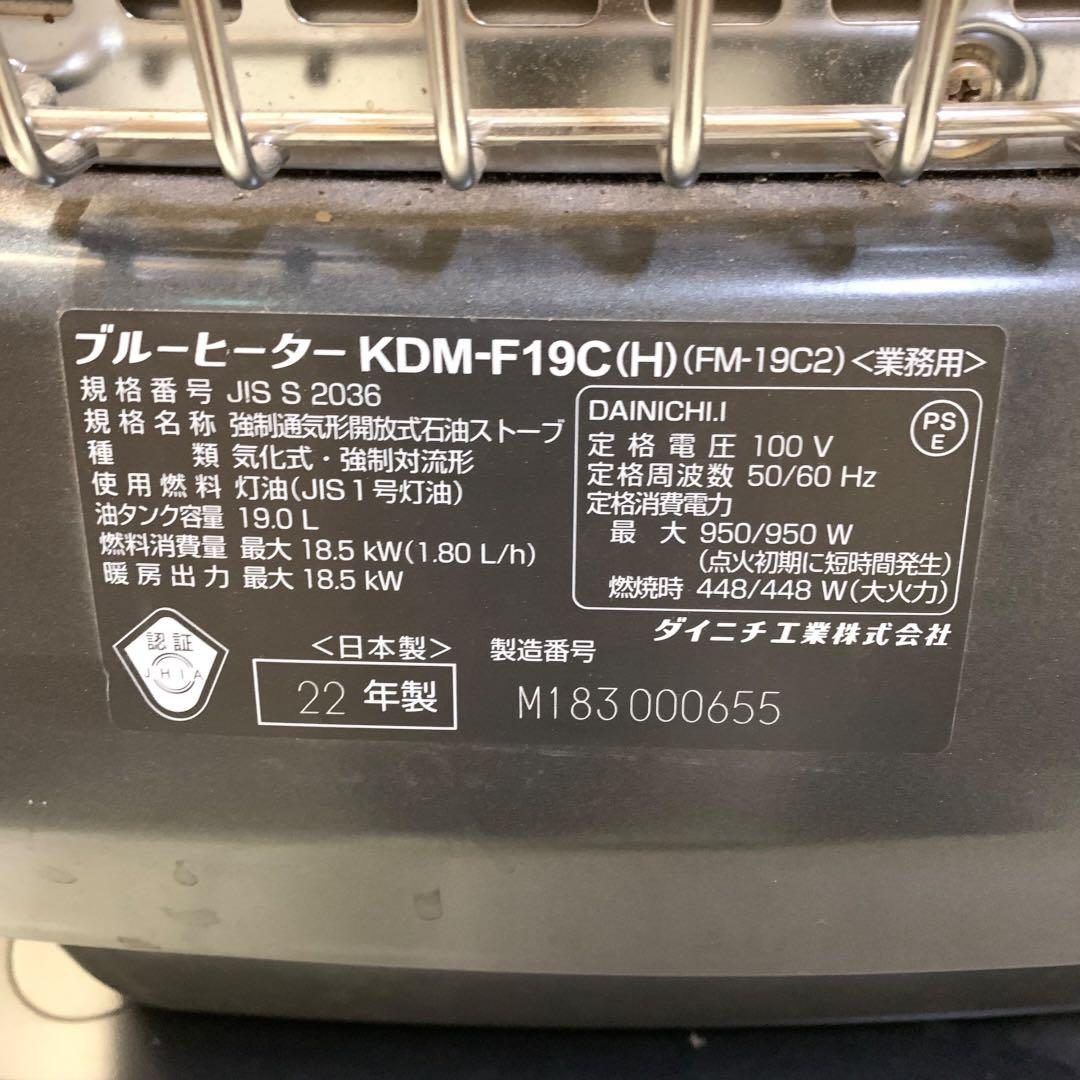 ブルーヒーター KDM-F19C(H)(FM-19C2)<業務用>
規格番号 JIS S 2036
規格名称 強制通気形開放式石油ストーブ
種類 気化式・強制対流形
使用燃料 灯油(JIS1号灯油)
油タンク容量 19.0 L
燃料消費量 最大 18.5 kW(1.80 L/h)
暖房出力 最大 18.5 kW
DAINICHI.I
PS
E
定格電圧 100 V
定格周波数 50/60 Hz
定格消費電力
最大 950/950 W
(点火初期に短時間発生)
燃焼時 448/448 W(大火力)
ダイニチ工業株式会社
認証
JHIA
<日本製>
22 年製
製造番号
M183000655